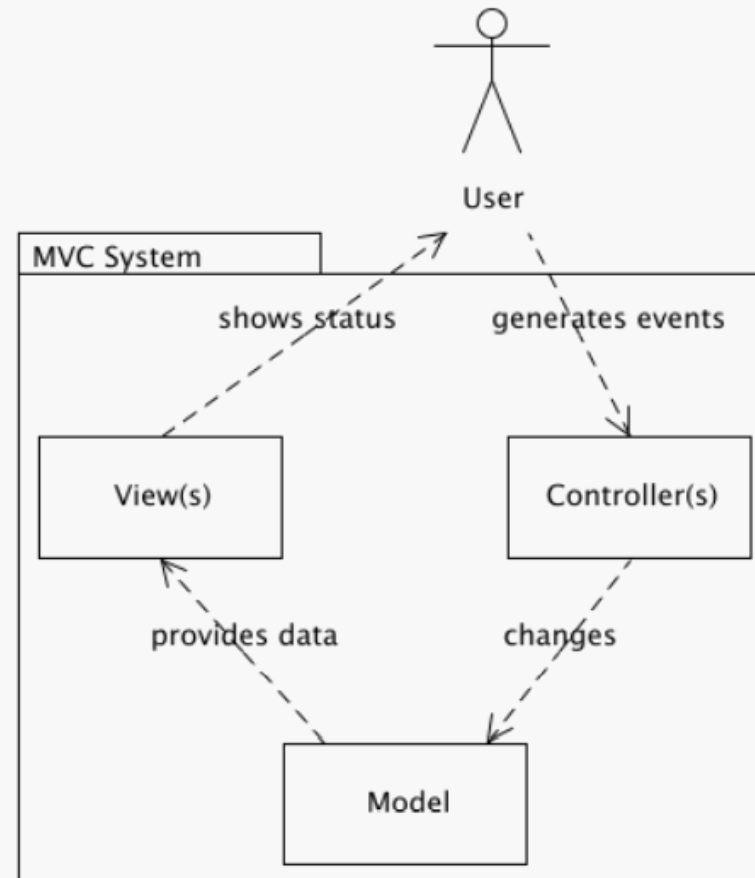 User
MVC System
shows status
generates events
View(s)
Controller(s)
provides data
changes
Model